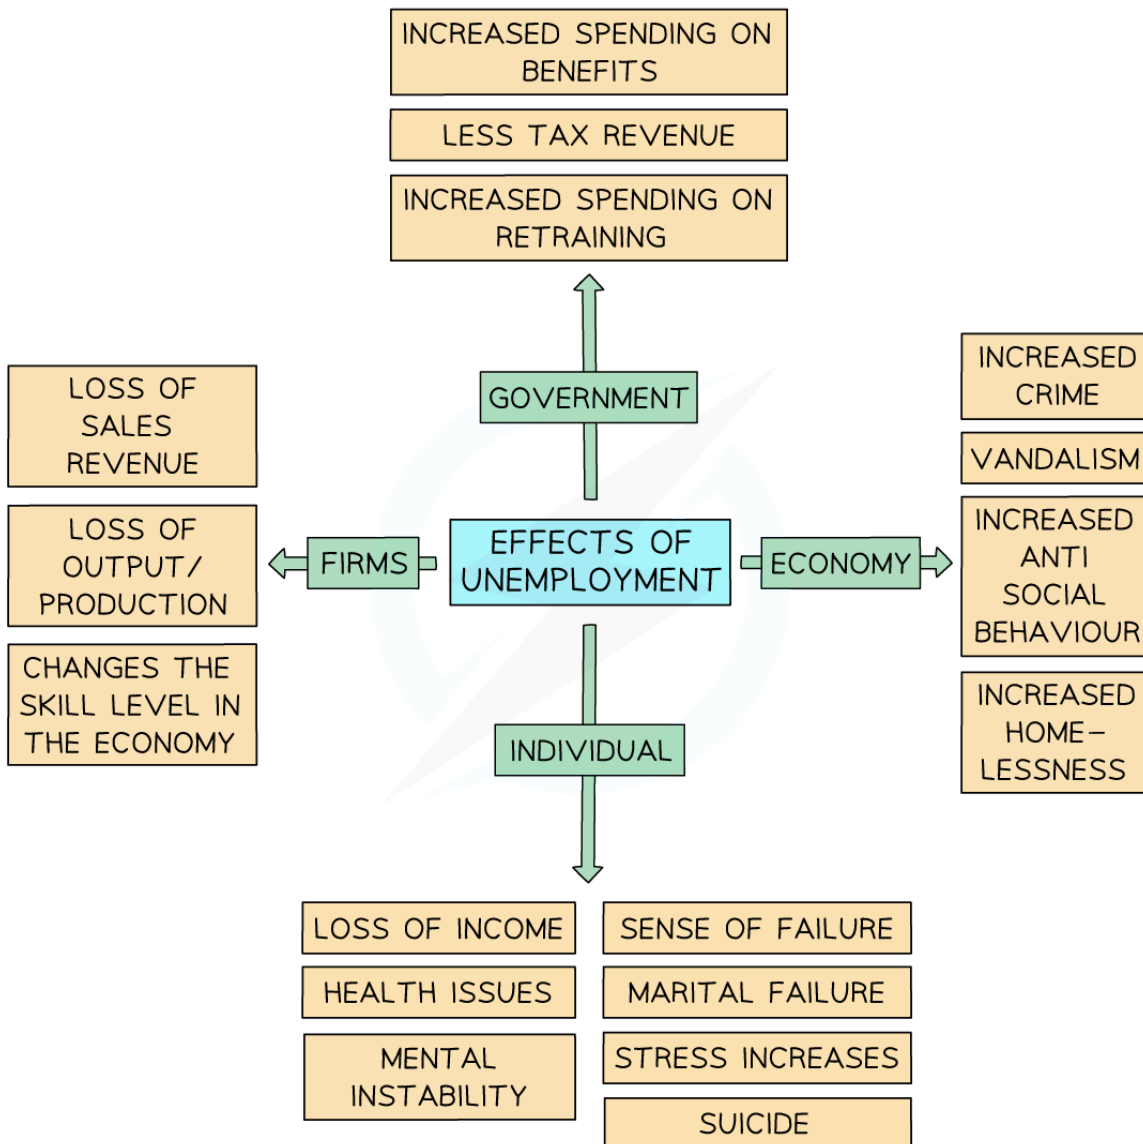 INCREASED SPENDING ON
BENEFITS
LESS TAX REVENUE
INCREASED SPENDING ON
RETRAINING
GOVERNMENT
LOSS OF
SALES
REVENUE
LOSS OF
OUTPUT/
PRODUCTION
CHANGES THE
SKILL LEVEL IN
THE ECONOMY
FIRMS
EFFECTS OF
UNEMPLOYMENT
ECONOMY
INCREASED
CRIME
VANDALISM
INCREASED
ANTI
SOCIAL
BEHAVIOUR
INCREASED
HOME–
LESSNESS
INDIVIDUAL
LOSS OF INCOME
HEALTH ISSUES
MENTAL
INSTABILITY
SENSE OF FAILURE
MARITAL FAILURE
STRESS INCREASES
SUICIDE